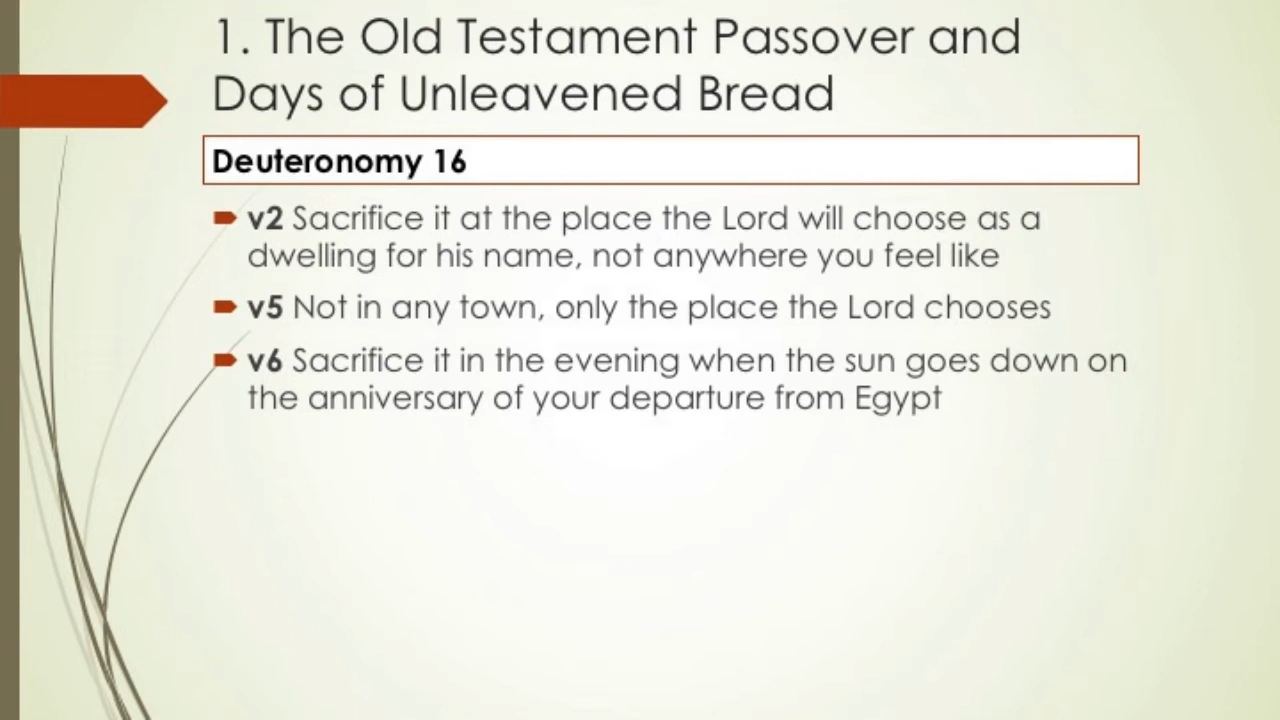 1. The Old Testament Passover and
Days of Unleavened Bread
Deuteronomy 16
v2 Sacrifice it at the place the Lord will choose as a
dwelling for his name, not anywhere you feel like
v5 Not in any town, only the place the Lord chooses
v6 Sacrifice it in the evening when the sun goes down on
the anniversary of your departure from Egypt